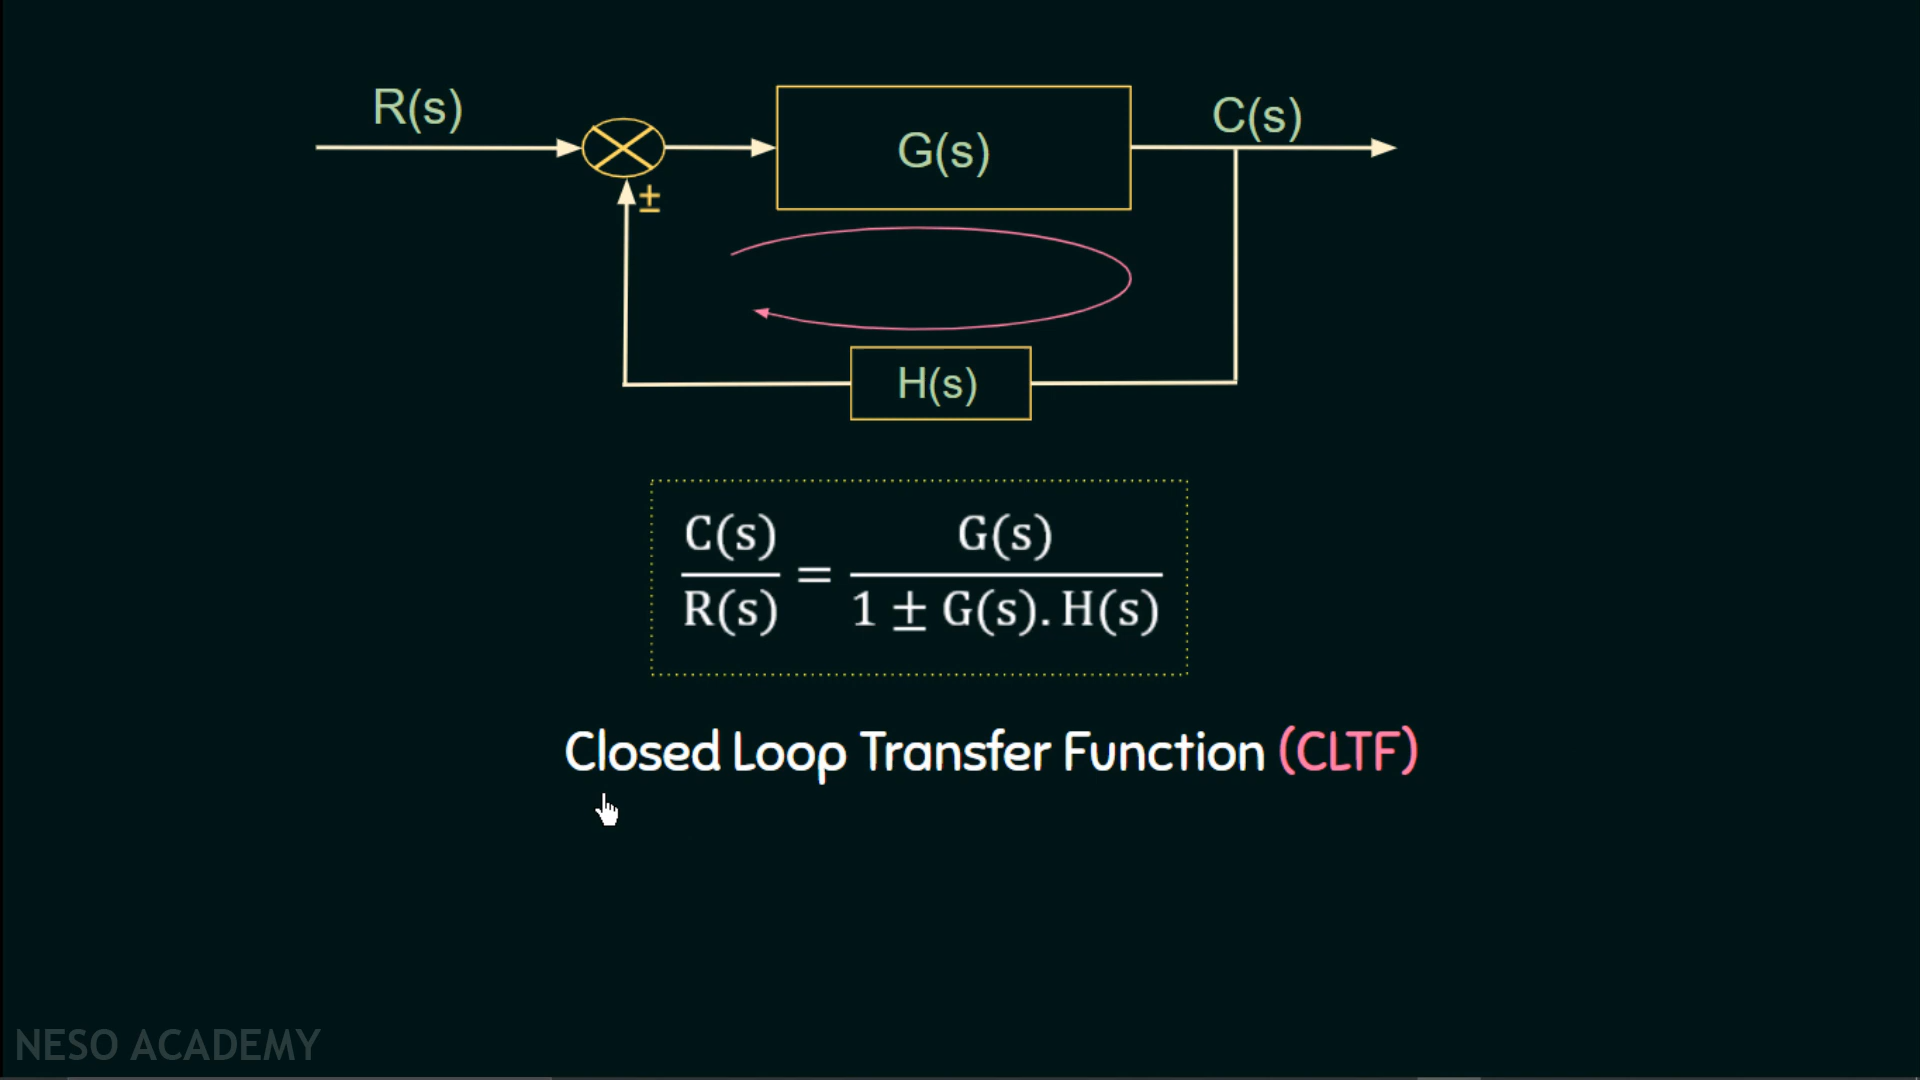 R(s)
G(s)
C(s)
±
H(s)
C(s)/R(s) = G(s)/(1 ± G(s). H(s))
Closed Loop Transfer Function (CLTF)
NESO ACADEMY